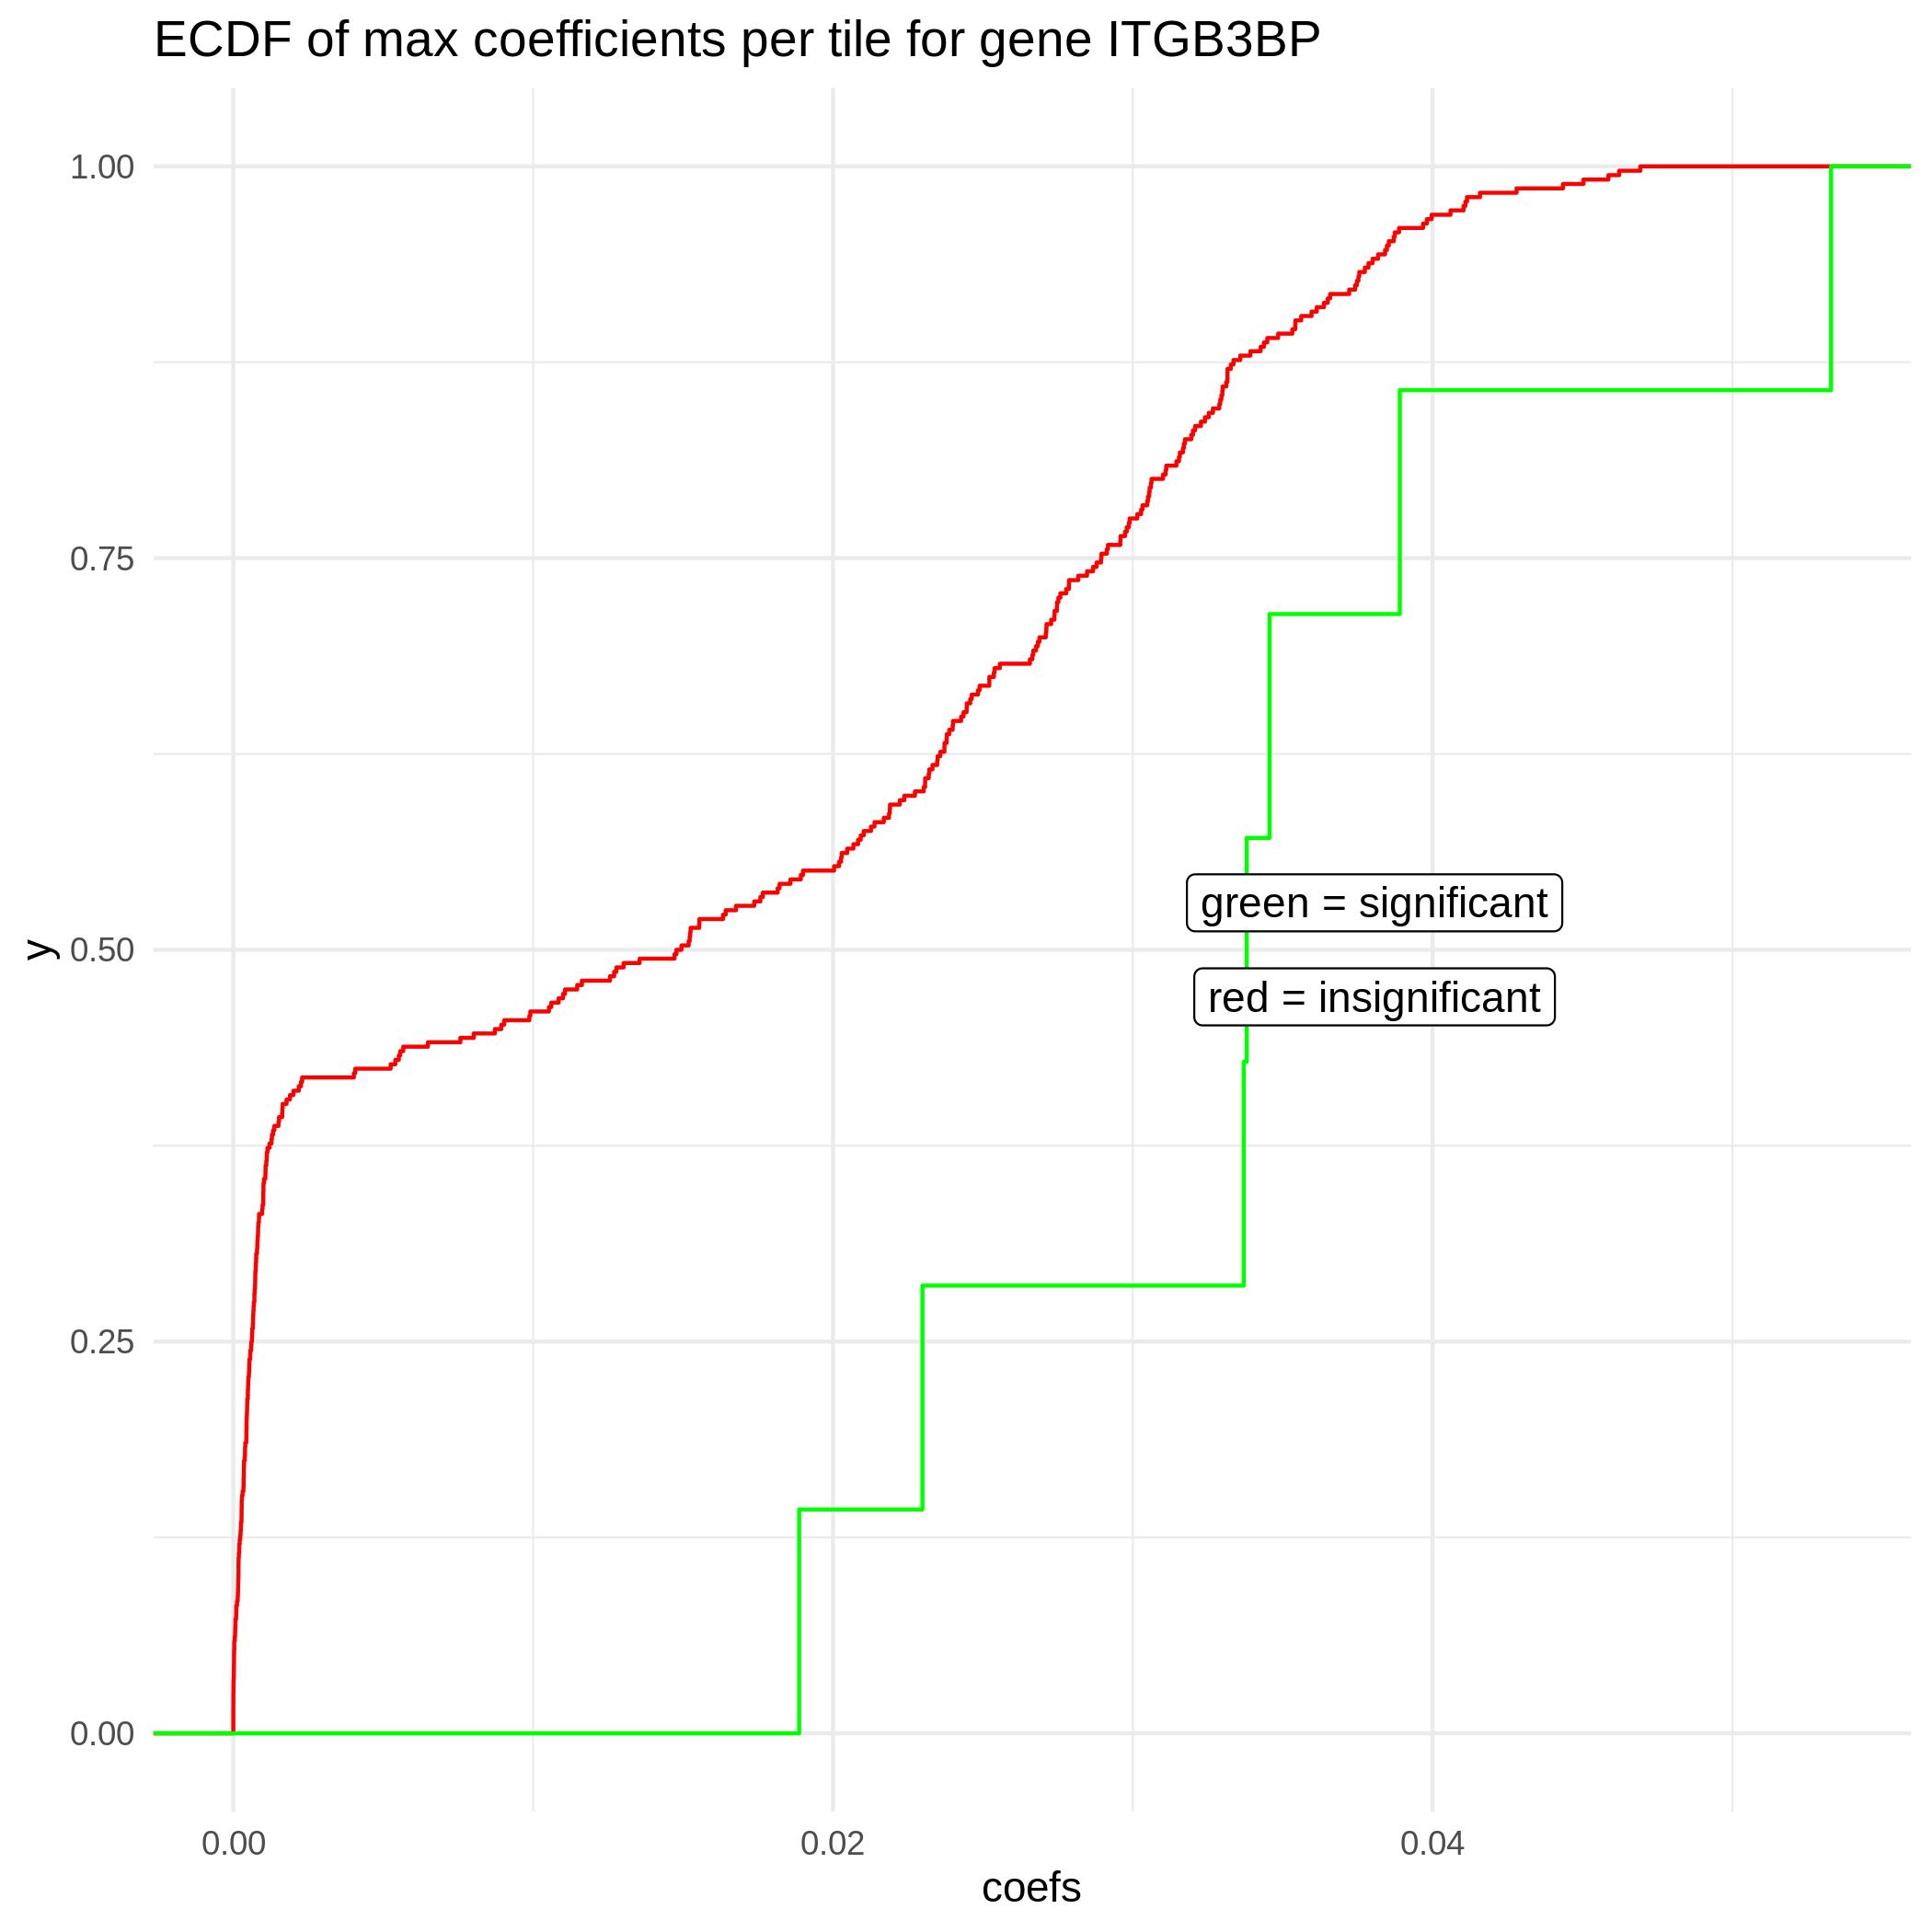 ECDF of max coefficients per tile for gene ITGB3BP
1.00
0.75
0.50
0.25
0.00
y
green = significant
red = insignificant
0.00
0.02
0.04
coefs